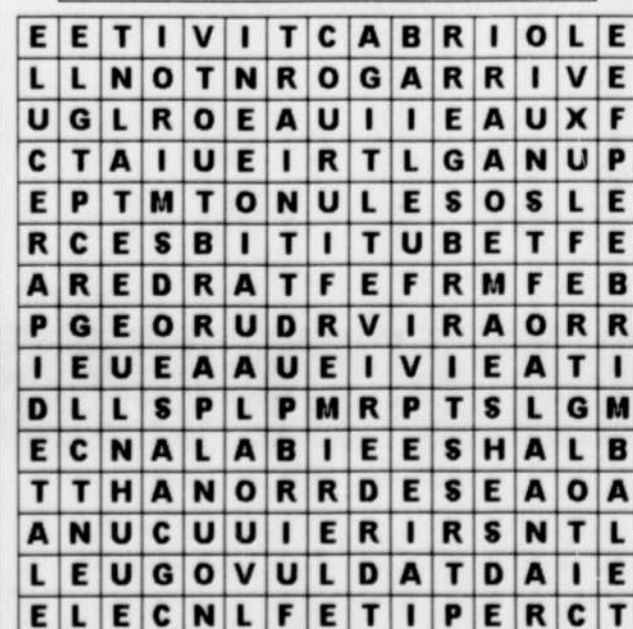 E E T I V I T C A B R I O L E
L L N O T N R O G A R R I V E
U G L R O E A U I I E A U X F
C T A I U E I R T L G A N U P
E P T M T O N U L E S O S L E
R C E S B I T I T U B E T F E
A R E D R A T F E F R M F E B
P G E O R U D R V I R A O R R
I E U E A A U E I V I E A T I
D L L S P L P M R P T S L G M
E C N A L A B I E E S H A L B
T T H A N O R R D E S E A O A
A N U C U U I E R I R S N T L
L E U G O V U L D A T D A I E
E L E C N L F E T I P E R C T